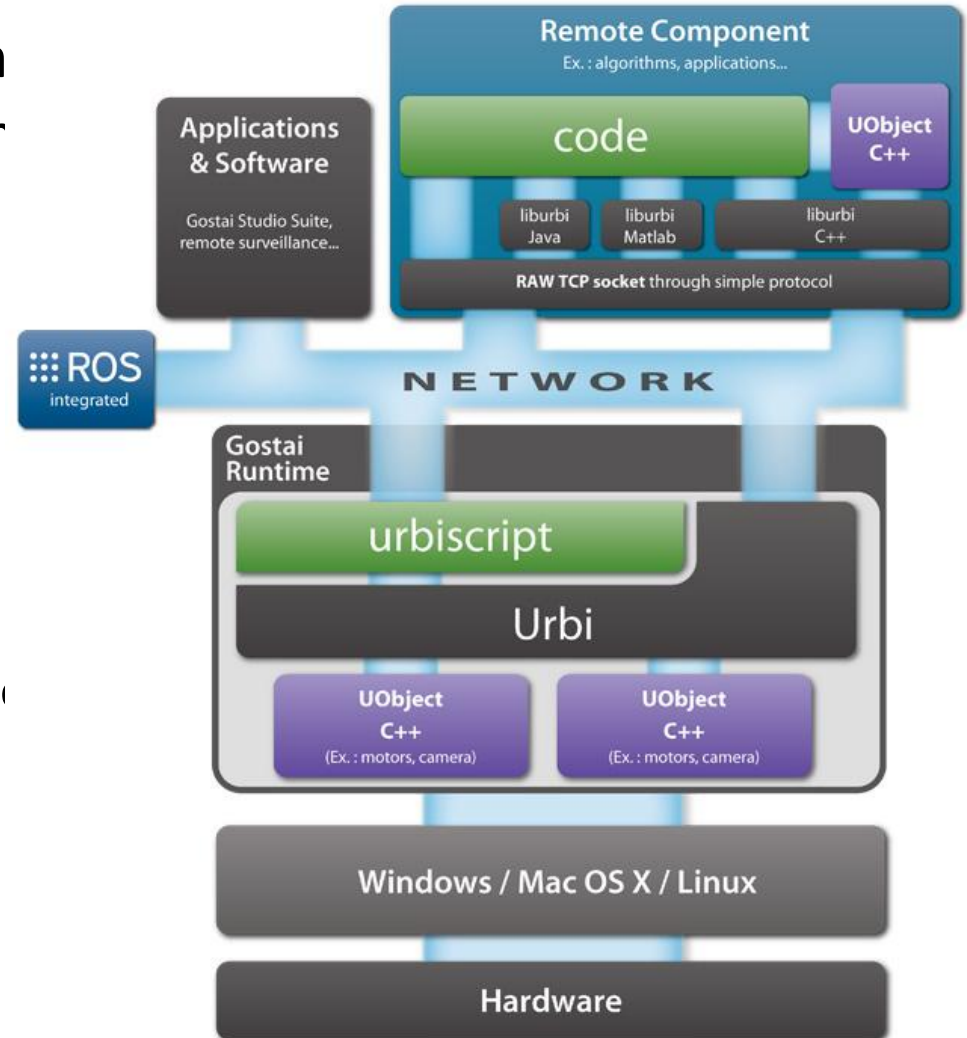 Remote Component
Ex. : algorithms, applications...
code
UObject
C++
liburbi
Java
liburbi
Matlab
liburbi
C++
RAW TCP socket through simple protocol
Applications
& Software
Gostai Studio Suite,
remote surveillance...
ROS
integrated
NETWORK
Gostai
Runtime
urbiscript
Urbi
UObject
C++
(Ex. : motors, camera)
UObject
C++
(Ex. : motors, camera)
Windows / Mac OS X / Linux
Hardware